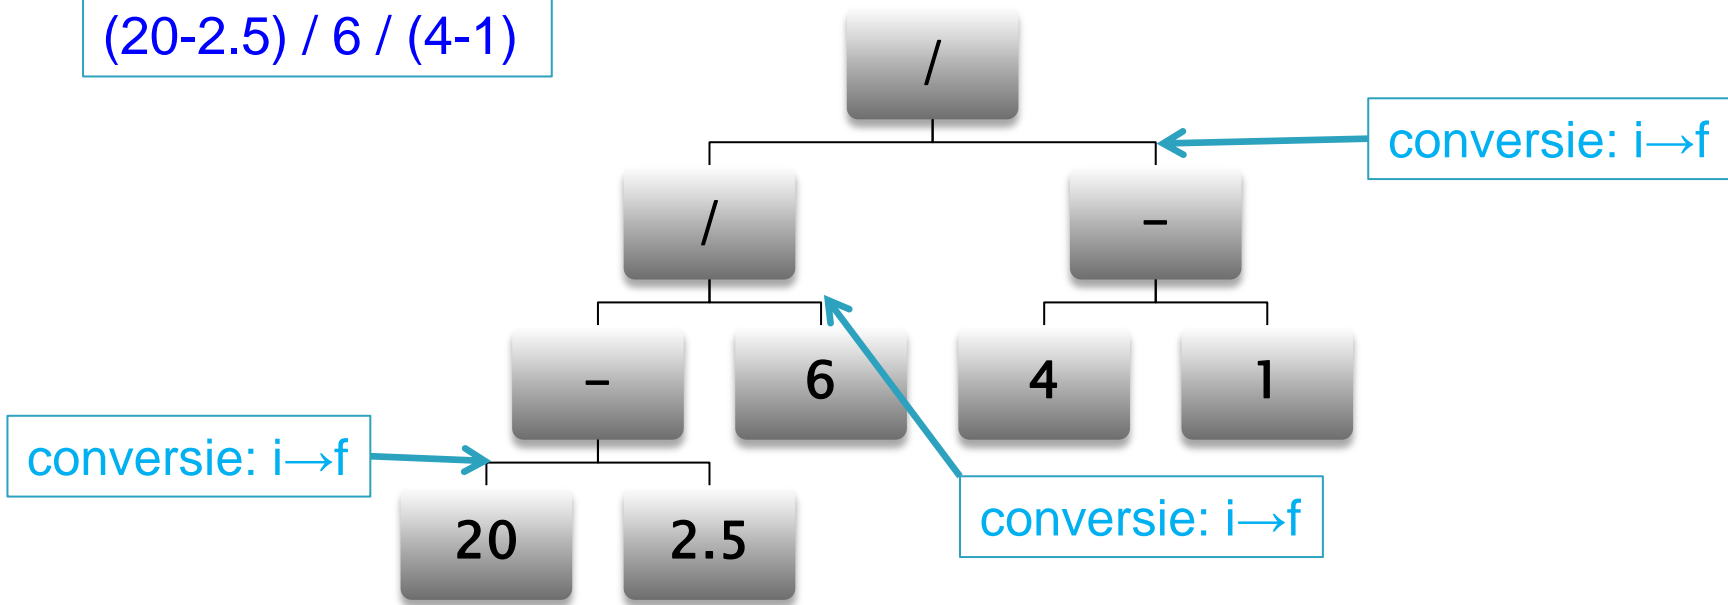 (20-2.5) / 6 / (4-1)
/
conversie: i→f
/
-
-
6
4
1
conversie: i→f
20
2.5
conversie: i→f